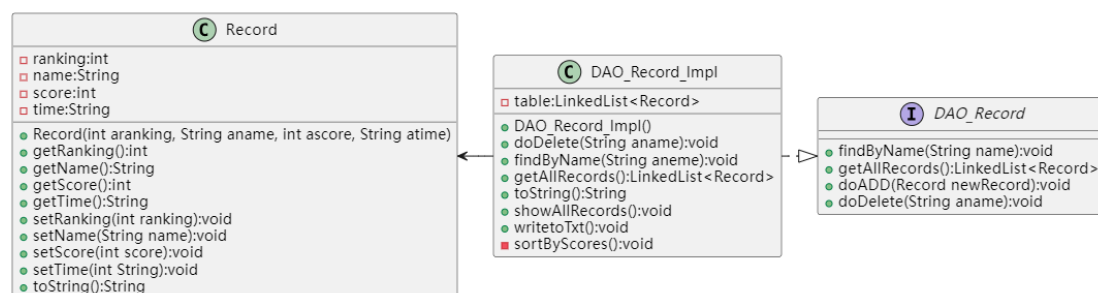 C Record
ranking:int
name:String
score:int
time:String
Record(int aranking, String aname, int ascore, String atime)
getRanking():int
getName():String
getScore():int
getTime():String
setRanking(int ranking):void
setName(String name):void
setScore(int score):void
setTime(int String):void
toString():String
C DAO_Record_Impl
table:LinkedList<Record>
DAO_Record_Impl()
doDelete(String aname):void
findByName(String aneme):void
getAllRecords():LinkedList<Record>
toString():String
showAllRecords():void
writetoTxt():void
sortByScores():void
I DAO_Record
findByName(String name):void
getAllRecords():LinkedList<Record>
doADD(Record newRecord):void
doDelete(String aname):void